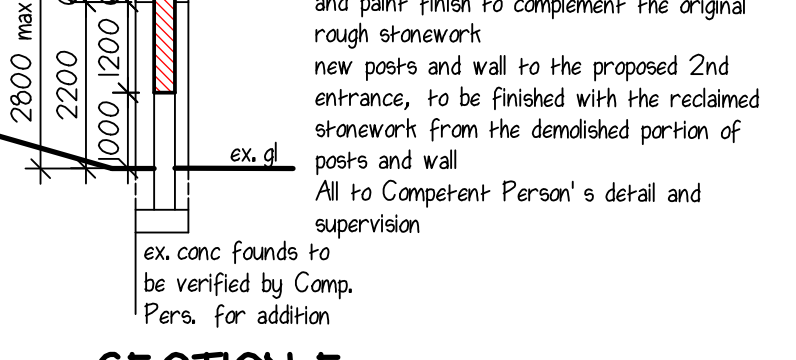 and paint finish to complement the original
rough stonework
new posts and wall to the proposed 2nd
entrance, to be finished with the reclaimed
stonework from the demolished portion of
posts and wall
All to Competent Person's detail and
supervision
2800 max
2200
1200
1000
ex. gl
ex. conc founds to
be verified by Comp.
Pers. for addition